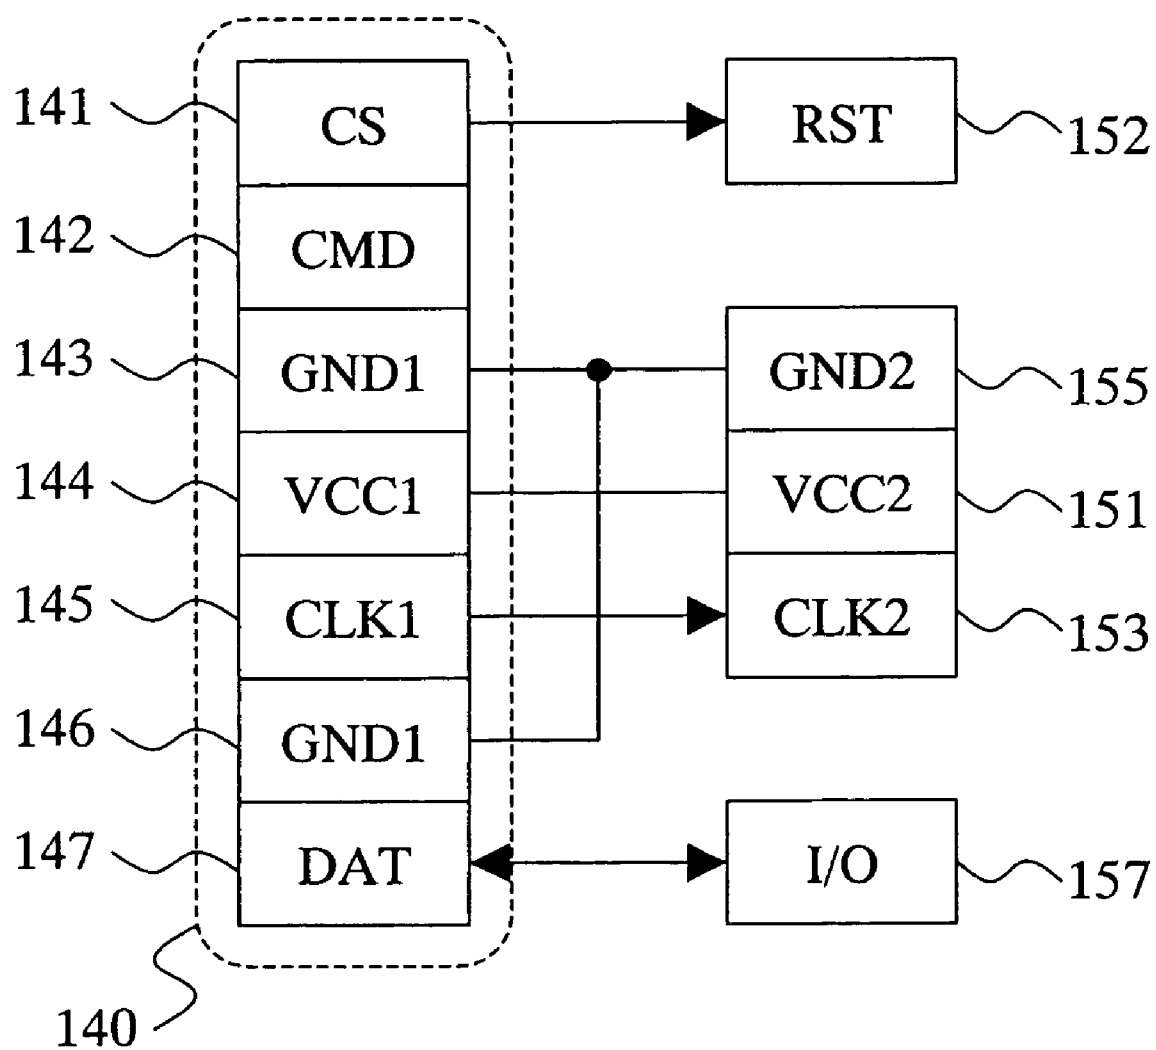 141 CS RST 152
142 CMD
143 GND1 GND2 155
144 VCC1 VCC2 151
145 CLK1 CLK2 153
146 GND1
147 DAT I/O 157
140